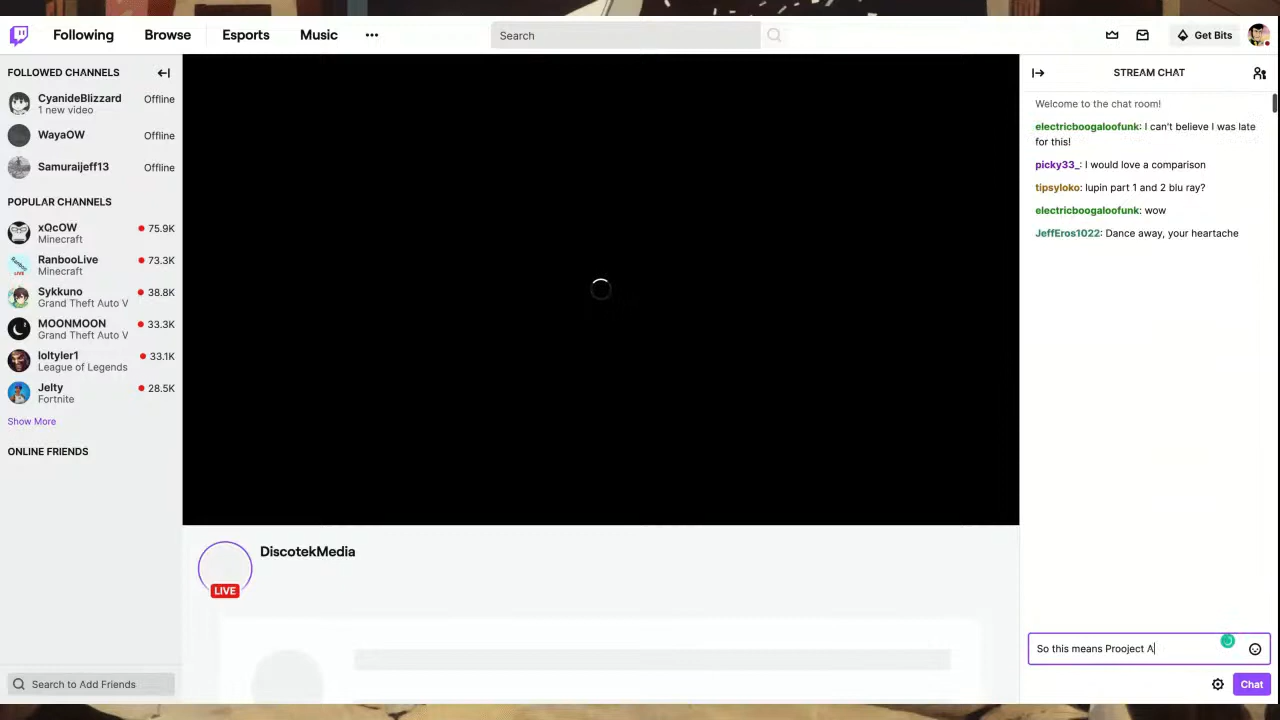 Following
Browse
Esports
Music
Search
Get Bits
FOLLOWED CHANNELS
CyanideBlizzard
Offline
1 new video
WayaOW
Offline
Samuraijeff13
Offline
POPULAR CHANNELS
xQcOW
75.9K
Minecraft
RanbooLive
73.3K
Minecraft
Sykkuno
38.8K
Grand Theft Auto V
MOONMOON
33.3K
Grand Theft Auto V
loltyler1
33.1K
League of Legends
Jelty
28.5K
Fortnite
Show More
ONLINE FRIENDS
Search to Add Friends
DiscotekMedia
LIVE
STREAM CHAT
Welcome to the chat room!
electricboogaloofunk: I can't believe I was late
for this!
picky33_: I would love a comparison
tipsyloko: lupin part 1 and 2 blu ray?
electricboogaloofunk: wow
JeffEros1022: Dance away, your heartache
So this means Prooject A
Chat